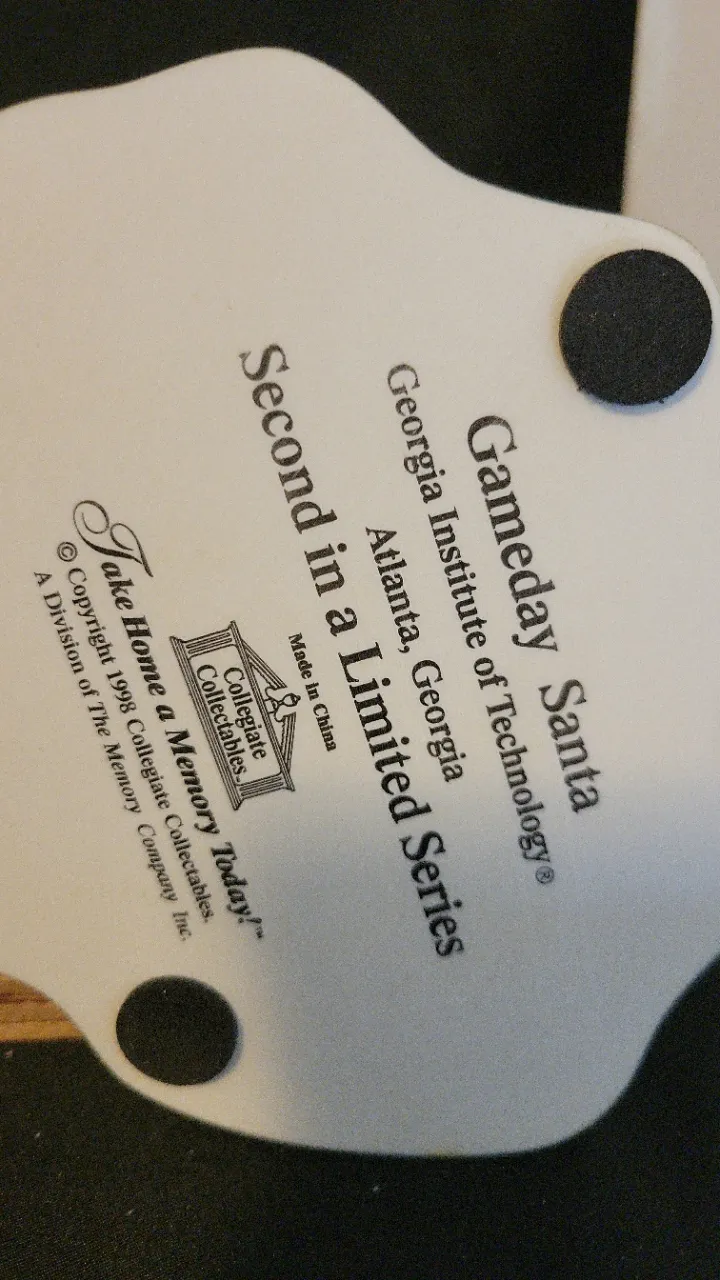 Gameday Santa
Georgia Institute of Technology®
Atlanta, Georgia
Second in a Limited Series
Made in China
Collegiate
Collectables™
Take Home a Memory Today!™
© Copyright 1998 Collegiate Collectables.
A Division of The Memory Company Inc.